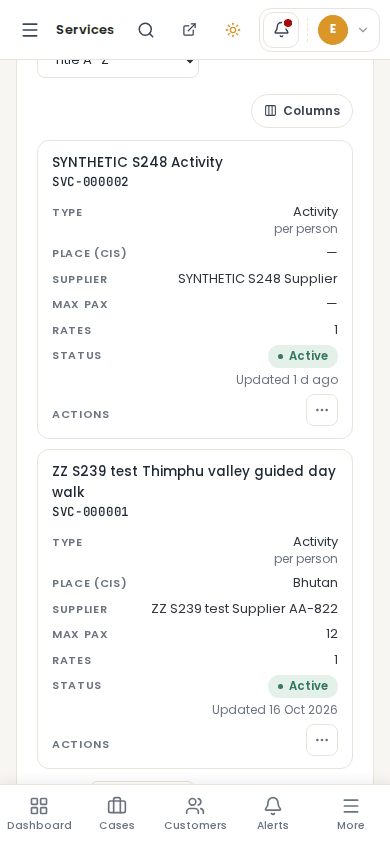 Services
E
Title A–Z
Columns
SYNTHETIC S248 Activity
SVC-000002
TYPE Activity
per person
PLACE (CIS) —
SUPPLIER SYNTHETIC S248 Supplier
MAX PAX —
RATES 1
STATUS Active
Updated 1 d ago
ACTIONS ...
ZZ S239 test Thimphu valley guided day
walk
SVC-000001
TYPE Activity
per person
PLACE (CIS) Bhutan
SUPPLIER ZZ S239 test Supplier AA-822
MAX PAX 12
RATES 1
STATUS Active
Updated 16 Oct 2026
ACTIONS ...
Dashboard Cases Customers Alerts More